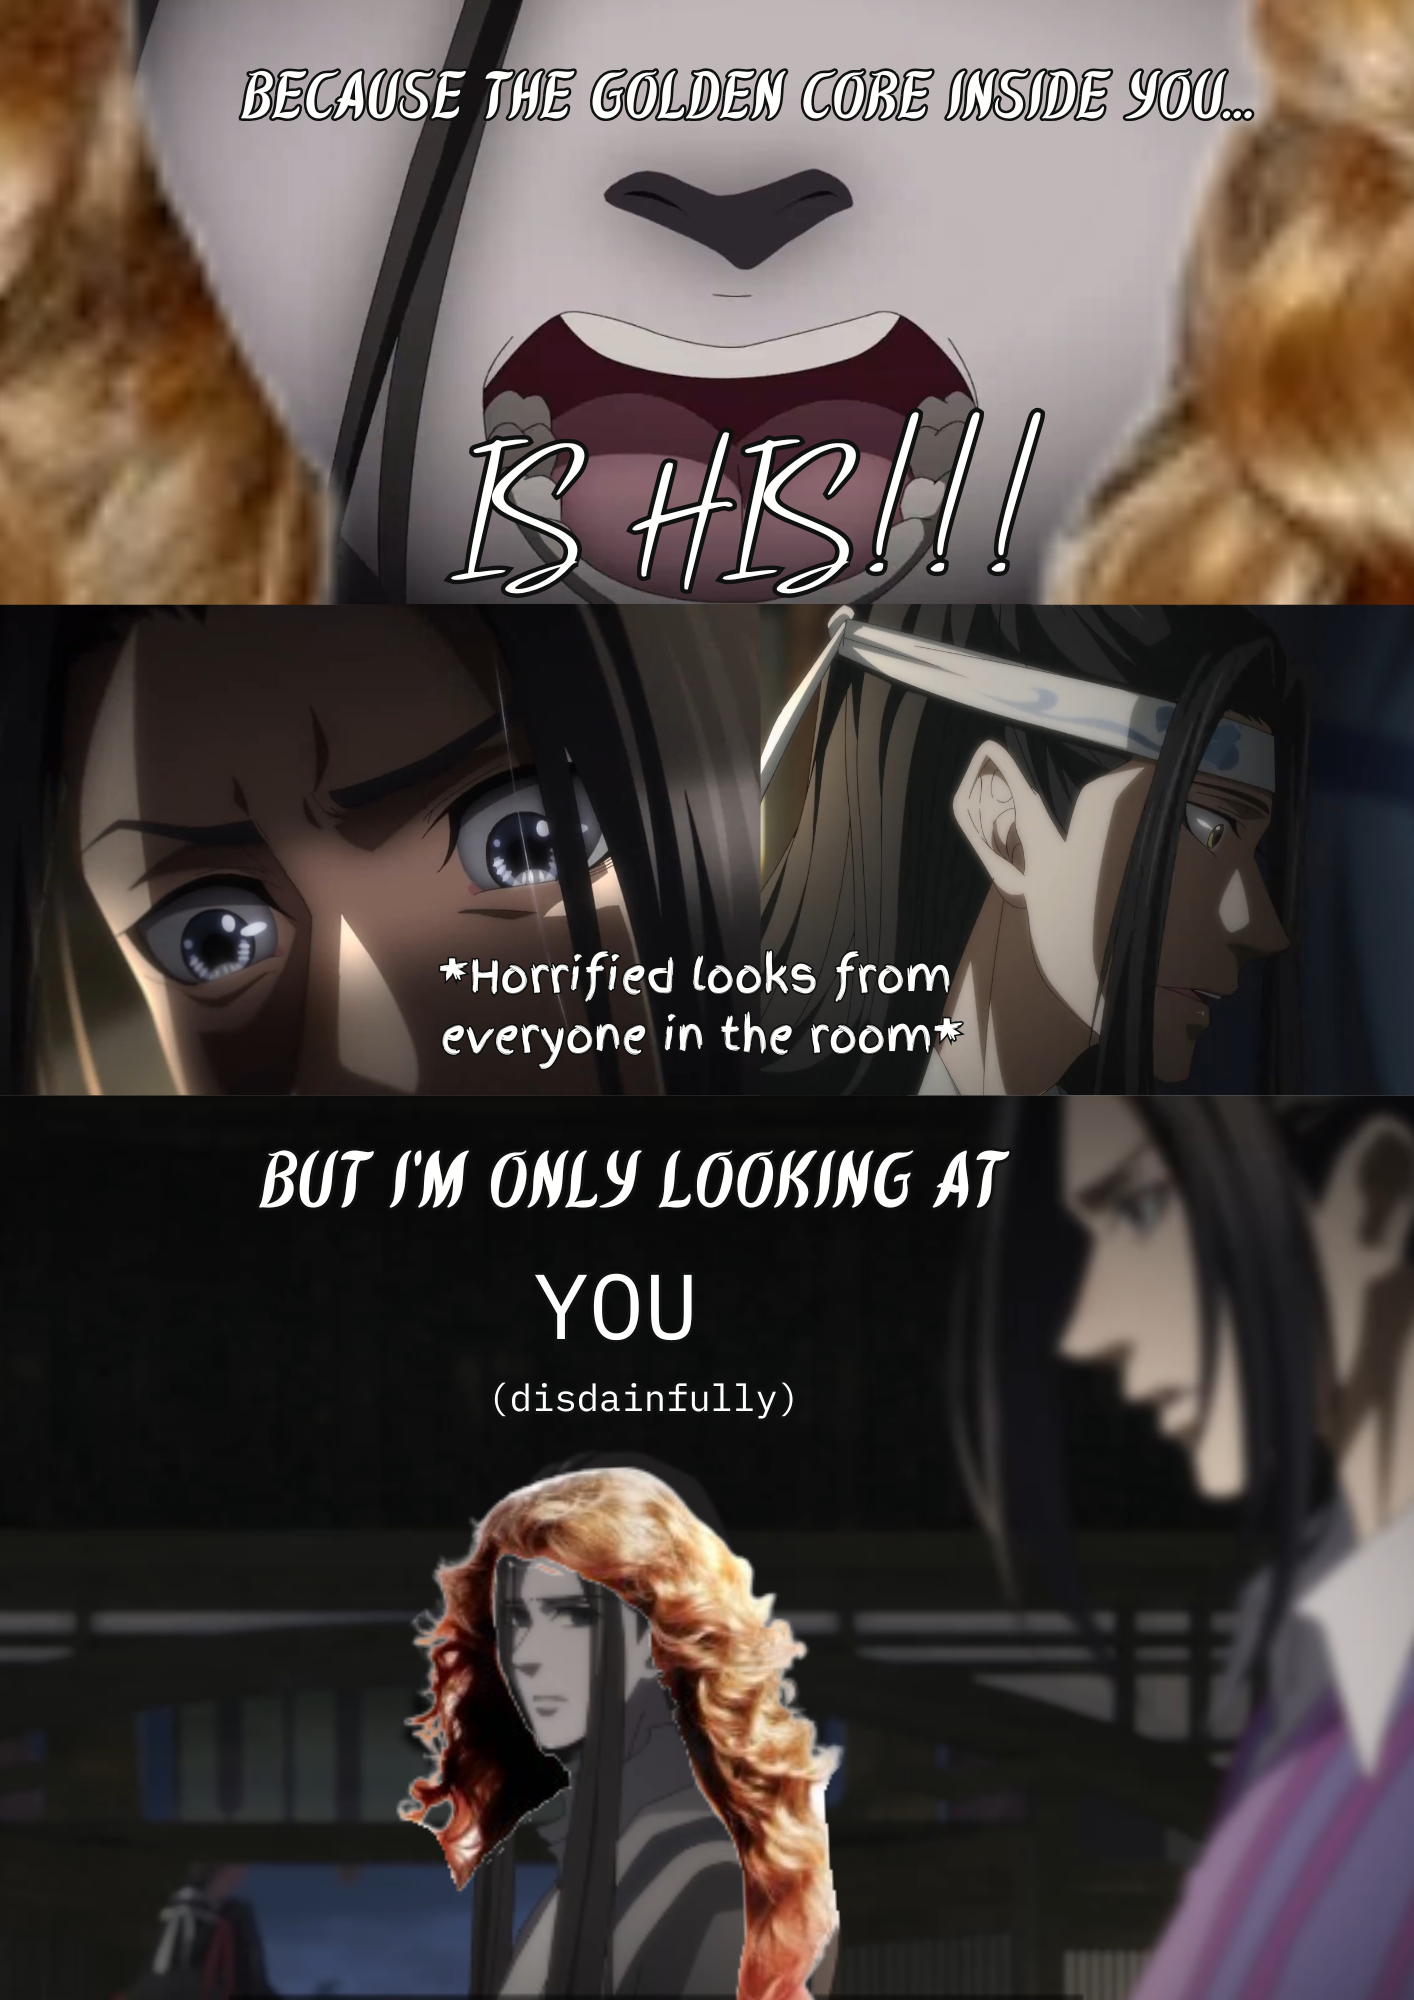 BECAUSE THE GOLDEN CORE INSIDE YOU...
IS HIS!!!
*Horrified looks from
everyone in the room*
BUT I'M ONLY LOOKING AT
YOU
(disdainfully)